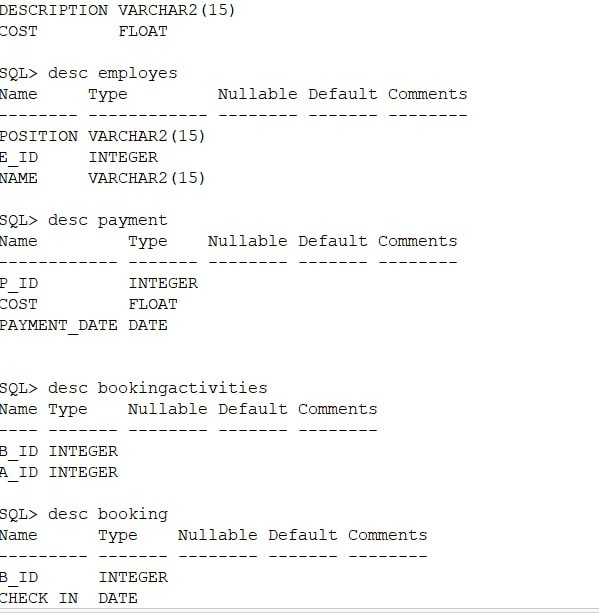 DESCRIPTION VARCHAR2(15)
COST        FLOAT
SQL> desc employes
Name     Type         Nullable Default Comments
-------- ------------ -------- ------- --------
POSITION VARCHAR2(15)
E_ID     INTEGER
NAME     VARCHAR2(15)
SQL> desc payment
Name         Type    Nullable Default Comments
------------ ------- -------- ------- --------
P_ID         INTEGER
COST         FLOAT
PAYMENT_DATE DATE
SQL> desc bookingactivities
Name Type    Nullable Default Comments
---- ------- -------- ------- --------
B_ID INTEGER
A_ID INTEGER
SQL> desc booking
Name      Type    Nullable Default Comments
--------- ------- -------- ------- --------
B_ID      INTEGER
CHECK_IN  DATE